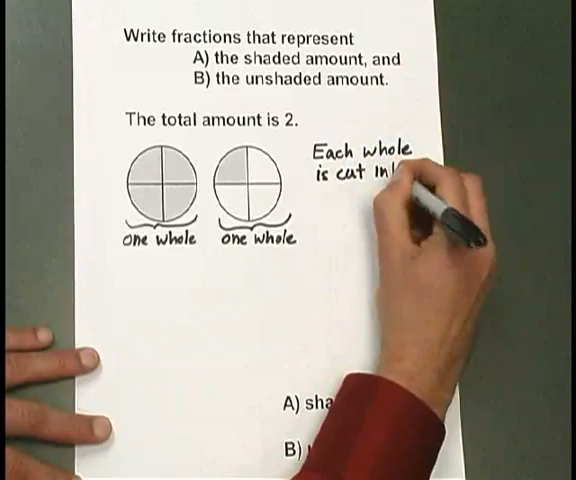 Write fractions that represent
A) the shaded amount, and
B) the unshaded amount.
The total amount is 2.
Each whole
is cut in
one whole one whole
A) sha
B)